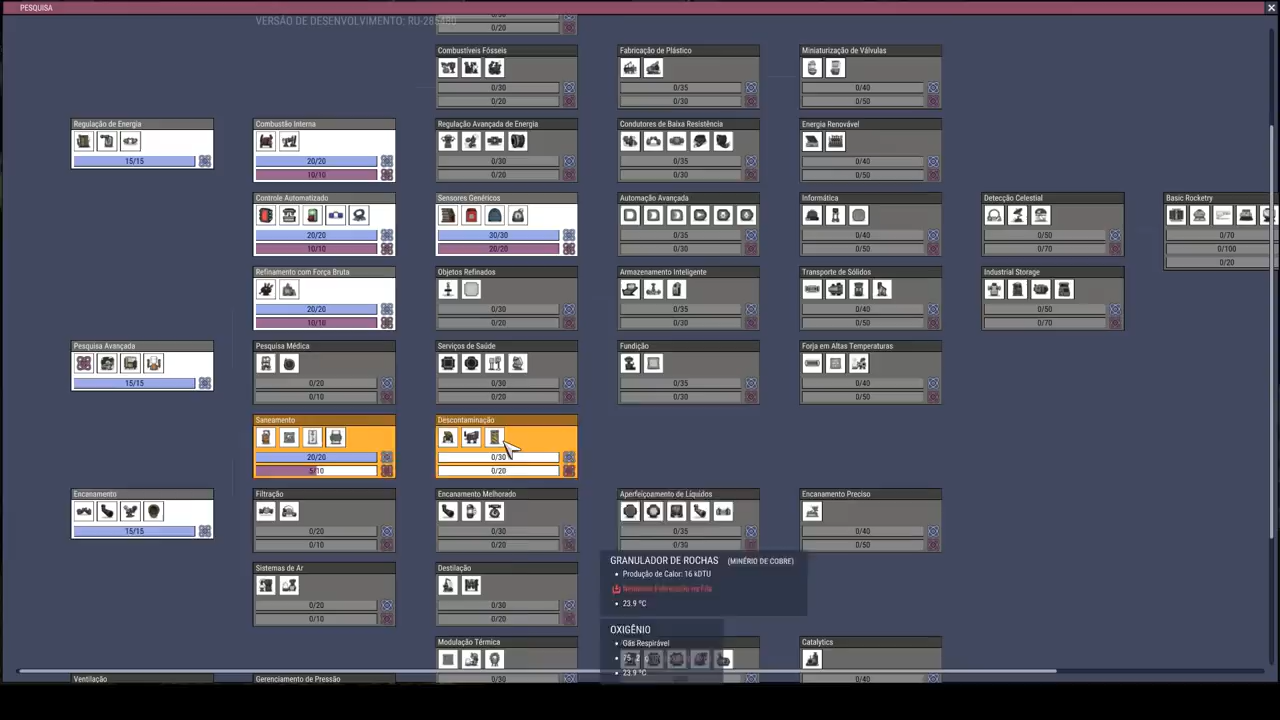 PESQUISA
VERSÃO DE DESENVOLVIMENTO: RU-285480
0/20
Combustíveis Fósseis
0/30
0/20
Fabricação de Plástico
0/35
0/30
Miniaturização de Válvulas
0/40
0/50
Regulação de Energia
15/15
Combustão Interna
20/20
10/10
Regulação Avançada de Energia
0/30
0/20
Condutores de Baixa Resistência
0/35
0/30
Energia Renovável
0/40
0/50
Controle Automatizado
20/20
10/10
Sensores Genéricos
30/30
20/20
Automação Avançada
0/35
0/30
Informática
0/40
0/50
Detecção Celestial
0/50
0/70
Basic Rocketry
0/70
0/100
0/20
Refinamento com Força Bruta
20/20
10/10
Objetos Refinados
0/30
0/20
Armazenamento Inteligente
0/35
0/30
Transporte de Sólidos
0/40
0/50
Industrial Storage
0/50
0/70
Pesquisa Avançada
15/15
Pesquisa Médica
0/20
0/10
Serviços de Saúde
0/30
0/20
Fundição
0/35
0/30
Forja em Altas Temperaturas
0/40
0/50
Saneamento
20/20
5/10
Descontaminação
0/30
0/20
Encanamento
15/15
Filtração
0/20
0/10
Encanamento Melhorado
0/30
0/20
Aperfeiçoamento de Líquidos
0/35
0/30
Encanamento Preciso
0/40
0/50
Sistemas de Ar
0/20
0/10
Destilação
0/30
0/20
GRANULADOR DE ROCHAS (MINÉRIO DE COBRE)
• Produção de Calor: 16 kDTU
• 23.9 ºC
OXIGÊNIO
• Gás Respirável
• 23.9 ºC
Modulação Térmica
0/30
Catalytics
0/40
Ventilação
Gerenciamento de Pressão